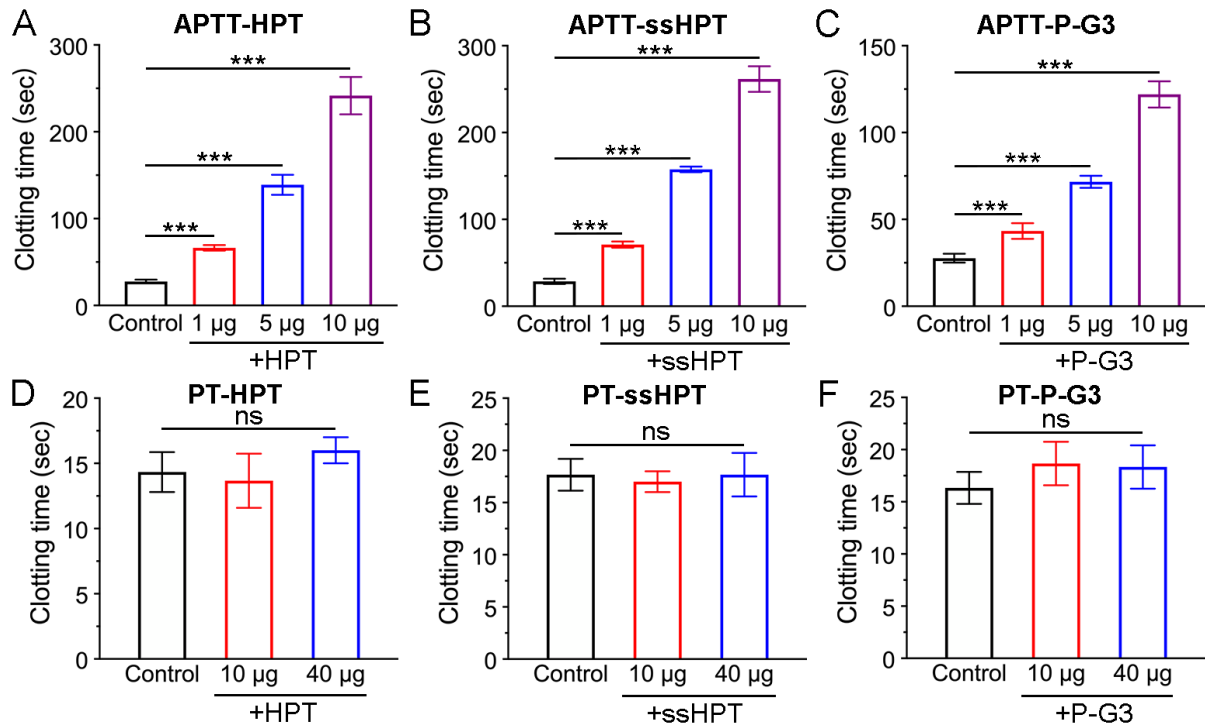 A
APTT-HPT
Clotting time (sec)
300
200
100
0
***
***
***
Control
1 µg
5 µg
10 µg
+HPT
B
APTT-ssHPT
Clotting time (sec)
300
200
100
0
***
***
***
Control
1 µg
5 µg
10 µg
+ssHPT
C
APTT-P-G3
Clotting time (sec)
150
100
50
0
***
***
***
Control
1 µg
5 µg
10 µg
+P-G3
D
PT-HPT
Clotting time (sec)
20
15
10
5
0
ns
Control
10 µg
40 µg
+HPT
E
PT-ssHPT
Clotting time (sec)
25
20
15
10
5
0
ns
Control
10 µg
40 µg
+ssHPT
F
PT-P-G3
Clotting time (sec)
25
20
15
10
5
0
ns
Control
10 µg
40 µg
+P-G3